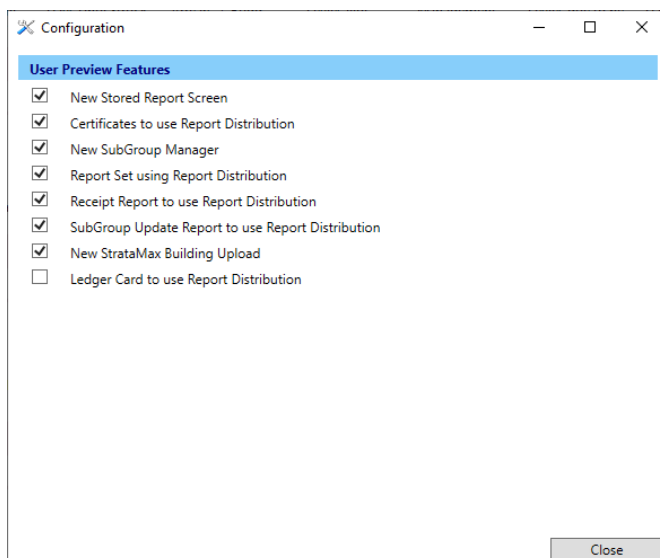 Configuration
User Preview Features
New Stored Report Screen
Certificates to use Report Distribution
New SubGroup Manager
Report Set using Report Distribution
Receipt Report to use Report Distribution
SubGroup Update Report to use Report Distribution
New StrataMax Building Upload
Ledger Card to use Report Distribution
Close